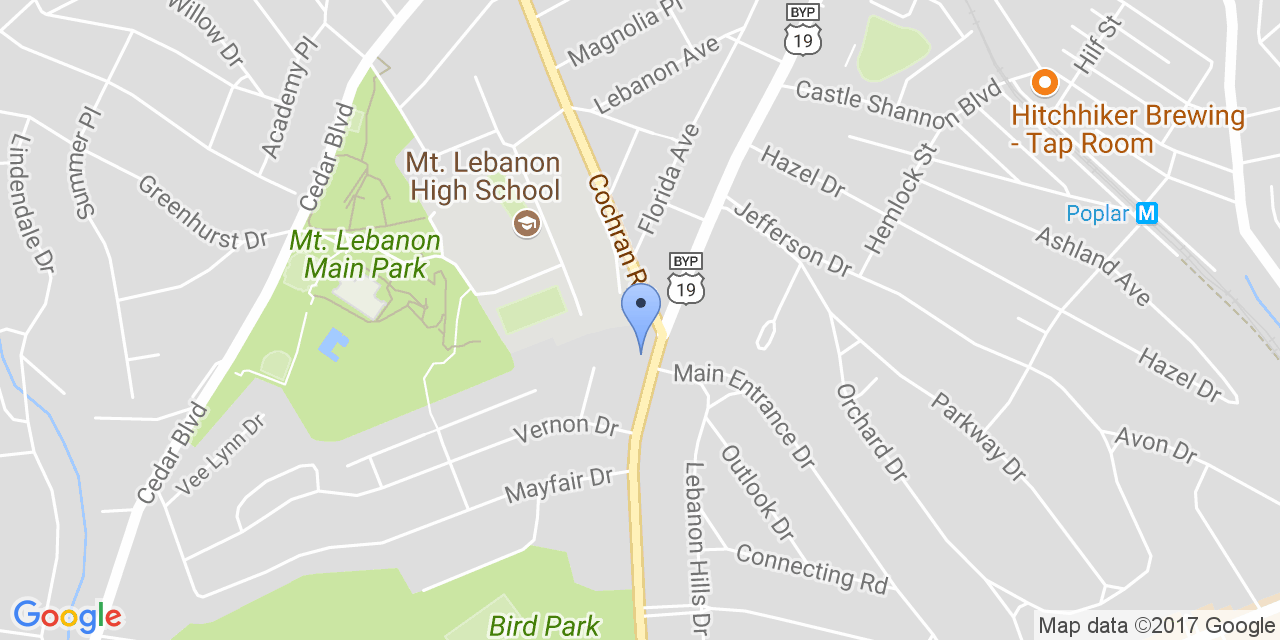 Willow Dr
Academy Pl
Magnolia Pl
Lebanon Ave
BYP
19
Hilf St
Castle Shannon Blvd
Hitchhiker Brewing
- Tap Room
Lindendale Dr
Summer Pl
Greenhurst Dr
Cedar Blvd
Mt. Lebanon
High School
Cochran R
Florida Ave
Hazel Dr
Hemlock St
Poplar M
Jefferson Dr
Ashland Ave
Mt. Lebanon
Main Park
BYP
19
Main Entrance Dr
Hazel Dr
Orchard Dr
Parkway Dr
Avon Dr
Cedar Blvd
Vee Lynn Dr
Vernon Dr
Mayfair Dr
Outlook Dr
Lebanon Hills Dr
Connecting Rd
Bird Park
Google
Map data ©2017 Google